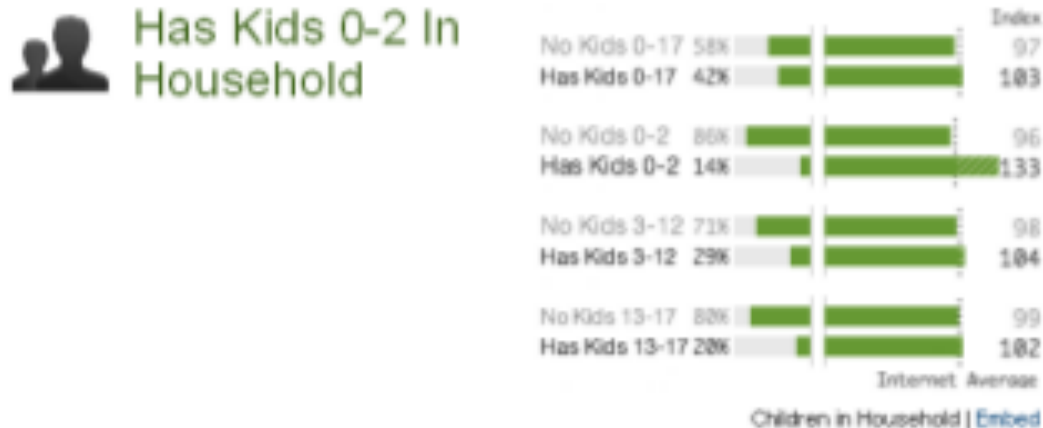 Has Kids 0-2 In
Household
Index
No Kids 0-17 58% 97
Has Kids 0-17 42% 103
No Kids 0-2 86% 96
Has Kids 0-2 14% 133
No Kids 3-12 71% 98
Has Kids 3-12 29% 104
No Kids 13-17 80% 99
Has Kids 13-17 20% 102
Internet Average
Children in Household | Embed